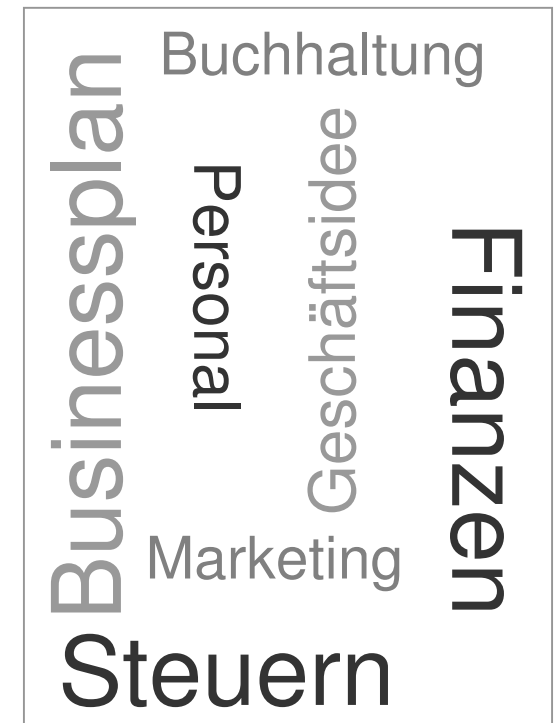 Buchhaltung
Businessplan
Personal
Geschäftsidee
Finanzen
Marketing
Steuern